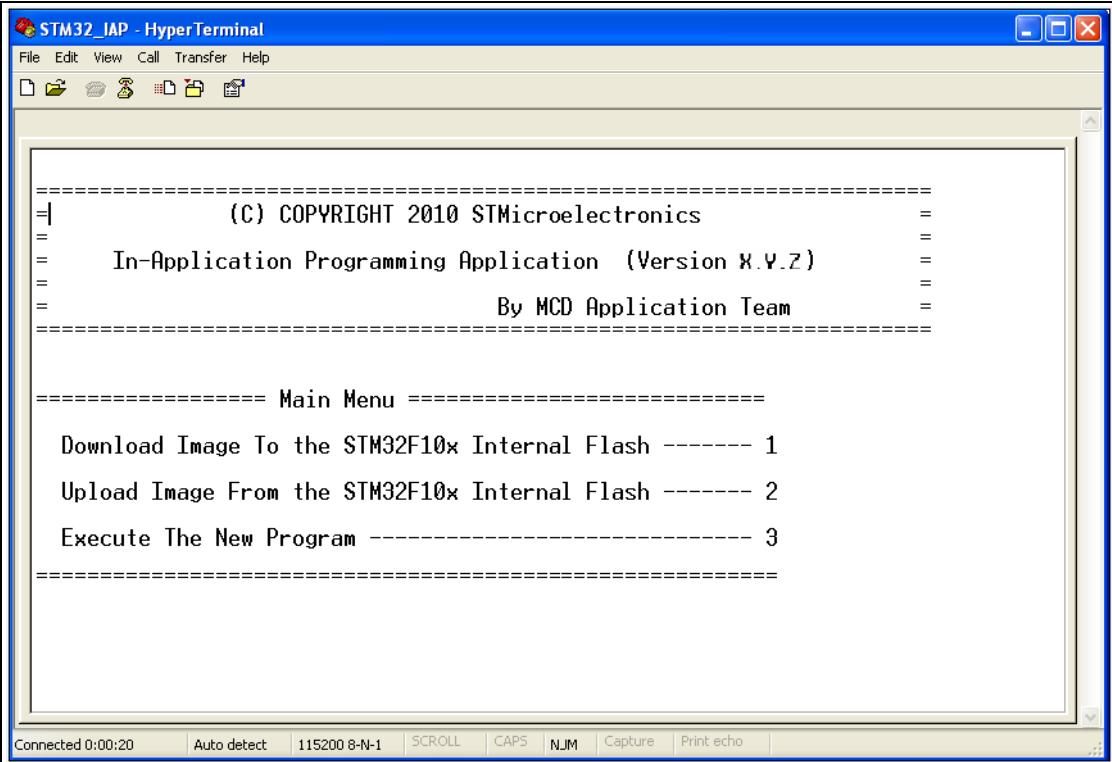 STM32_IAP - HyperTerminal
File Edit View Call Transfer Help
======================================================================
= (C) COPYRIGHT 2010 STMicroelectronics =
= =
= In-Application Programming Application (Version X.Y.Z) =
= =
= By MCD Application Team =
======================================================================
================== Main Menu ============================
Download Image To the STM32F10x Internal Flash ------- 1
Upload Image From the STM32F10x Internal Flash ------- 2
Execute The New Program ------------------------------ 3
==========================================================
Connected 0:00:20 Auto detect 115200 8-N-1 SCROLL CAPS NUM Capture Print echo